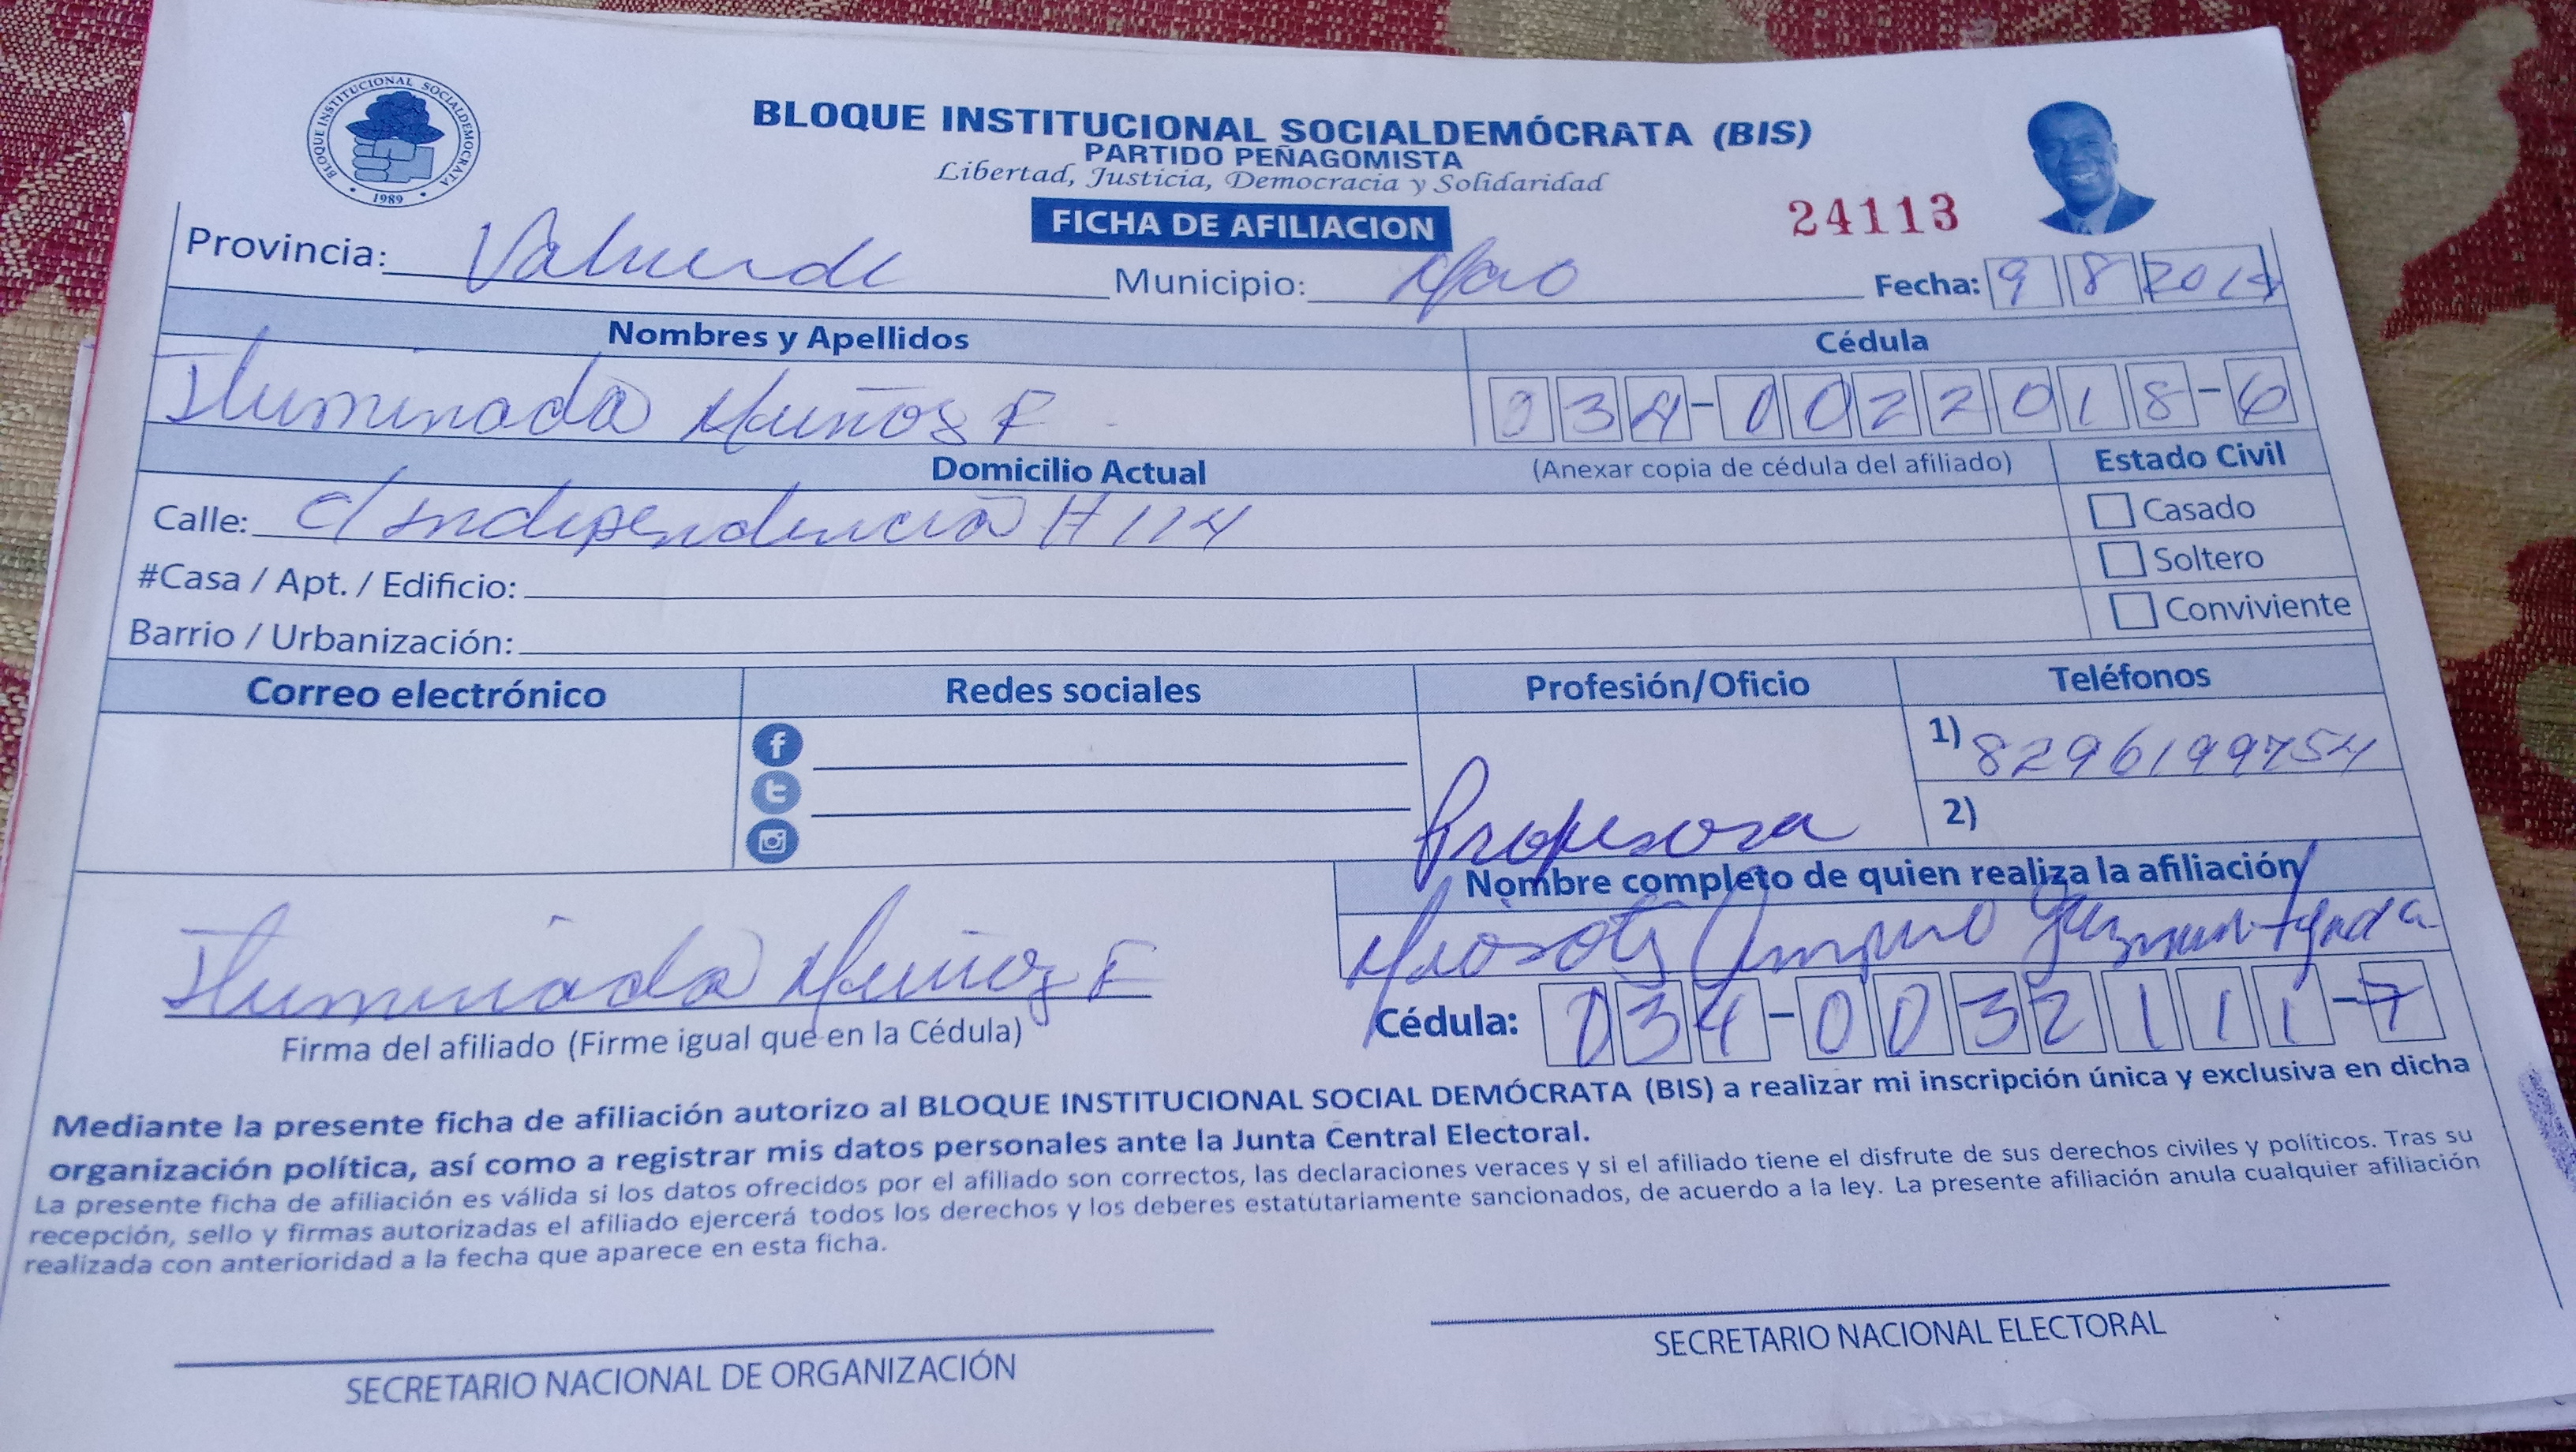 BLOQUE INSTITUCIONAL SOCIALDEMOCRATA
1989
BLOQUE INSTITUCIONAL SOCIALDEMÓCRATA (BIS)
PARTIDO PEÑAGOMISTA
Libertad, Justicia, Democracia y Solidaridad
FICHA DE AFILIACION
24113
Provincia: Valverde Municipio: Mao Fecha: 9 8 201
Nombres y Apellidos Cédula
Iluminada Muños F 034-0022018-6
Domicilio Actual (Anexar copia de cédula del afiliado) Estado Civil
Calle: c/ independencia # 114
Casado
#Casa / Apt. / Edificio:
Soltero
Barrio / Urbanización:
Conviviente
Correo electrónico Redes sociales Profesión/Oficio Teléfonos
1) 8296199754
2)
Profesora
Nombre completo de quien realiza la afiliación
Iluminada Muñoz F
Firma del afiliado (Firme igual que en la Cédula)
Cédula: 034-0032111-7
Mediante la presente ficha de afiliación autorizo al BLOQUE INSTITUCIONAL SOCIAL DEMÓCRATA (BIS) a realizar mi inscripción única y exclusiva en dicha
organización política, así como a registrar mis datos personales ante la Junta Central Electoral.
La presente ficha de afiliación es válida si los datos ofrecidos por el afiliado son correctos, las declaraciones veraces y si el afiliado tiene el disfrute de sus derechos civiles y políticos. Tras su
recepción, sello y firmas autorizadas el afiliado ejercerá todos los derechos y los deberes estatutariamente sancionados, de acuerdo a la ley. La presente afiliación anula cualquier afiliación
realizada con anterioridad a la fecha que aparece en esta ficha.
SECRETARIO NACIONAL DE ORGANIZACIÓN
SECRETARIO NACIONAL ELECTORAL